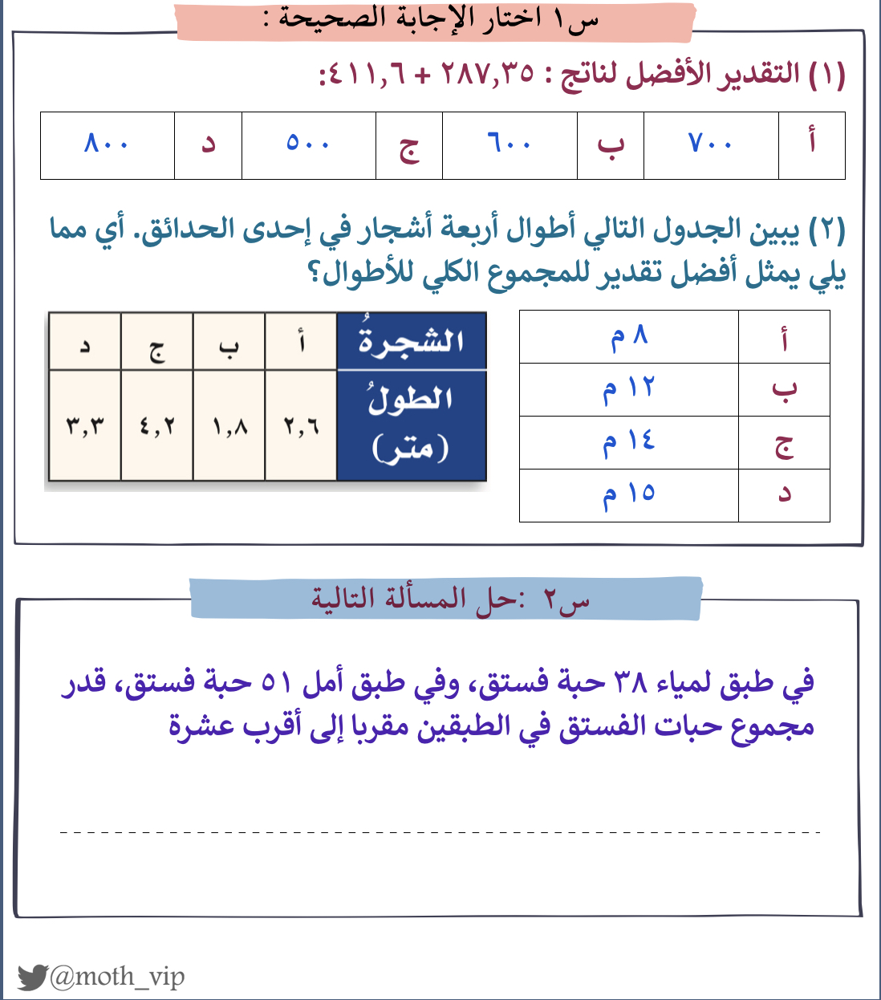 س١ اختار الإجابة الصحيحة :
(١) التقدير الأفضل لناتج : ٢٨٧,٣٥ + ٤١١,٦:
أ ٧٠٠ ب ٦٠٠ ج ٥٠٠ د ٨٠٠
(٢) يبين الجدول التالي أطوال أربعة أشجار في إحدى الحدائق. أي مما
يلي يمثل أفضل تقدير للمجموع الكلي للأطوال؟
أ ٨ م
ب ١٢ م
ج ١٤ م
د ١٥ م
الشجرةُ أ ب ج د
الطولُ
(متر) ٢,٦ ١,٨ ٤,٢ ٣,٣
س٢ :حل المسألة التالية
في طبق لمياء ٣٨ حبة فستق، وفي طبق أمل ٥١ حبة فستق، قدر
مجموع حبات الفستق في الطبقين مقربا إلى أقرب عشرة
@moth_vip